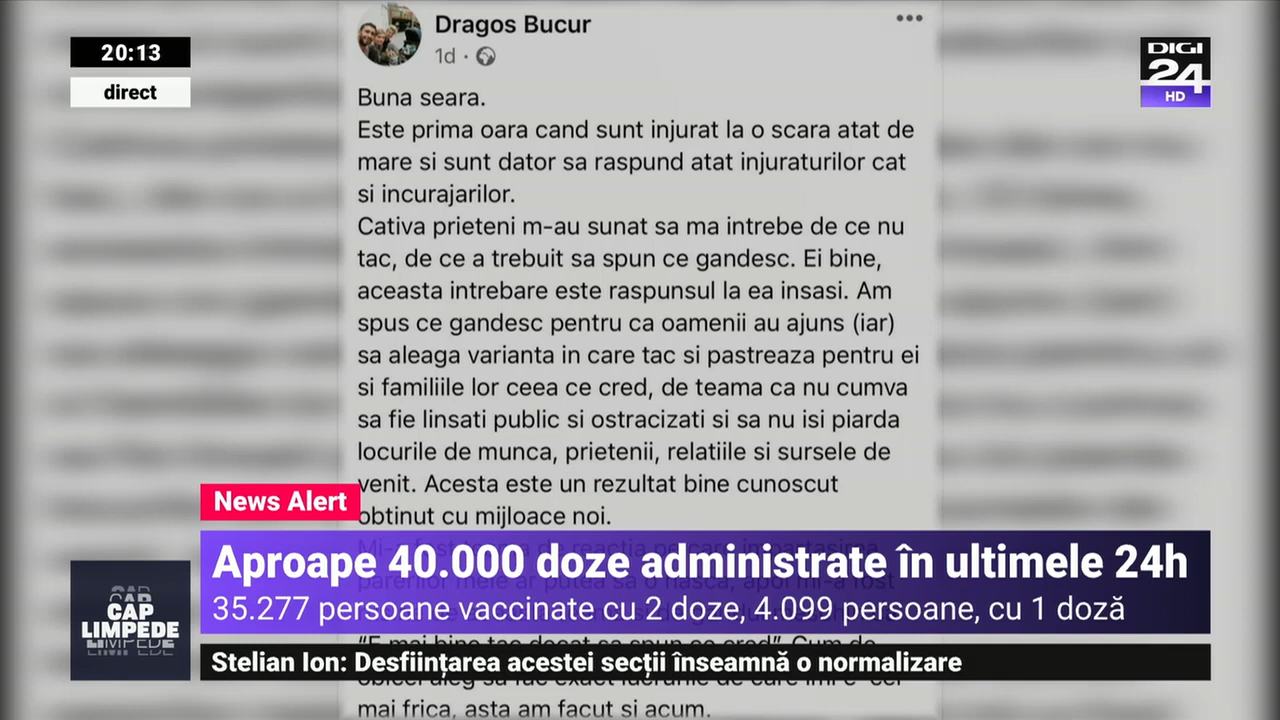 20:13
direct
DIGI
24
HD
Dragos Bucur
1d
Buna seara.
Este prima oara cand sunt injurat la o scara atat de
mare si sunt dator sa raspund atat injuraturilor cat
si incurajarilor.
Cativa prieteni m-au sunat sa ma intrebe de ce nu
tac, de ce a trebuit sa spun ce gandesc. Ei bine,
aceasta intrebare este raspunsul la ea insasi. Am
spus ce gandesc pentru ca oamenii au ajuns (iar)
sa aleaga varianta in care tac si pastreaza pentru ei
si familiile lor ceea ce cred, de teama ca nu cumva
sa fie linsati public si ostracizati si sa nu isi piarda
locurile de munca, prietenii, relatiile si sursele de
venit. Acesta este un rezultat bine cunoscut
obtinut cu mijloace noi.
mai frica, asta am facut si acum.
News Alert
Aproape 40.000 doze administrate în ultimele 24h
35.277 persoane vaccinate cu 2 doze, 4.099 persoane, cu 1 doză
CAP
LIMPEDE
Stelian Ion: Desființarea acestei secții înseamnă o normalizare